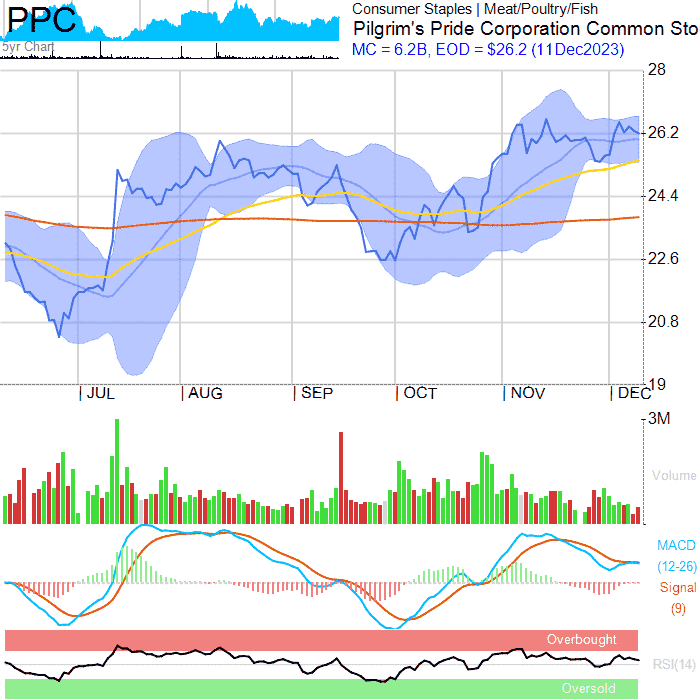 PPC
Consumer Staples | Meat/Poultry/Fish
Pilgrim's Pride Corporation Common Sto
MC = 6.2B, EOD = $26.2 (11Dec2023)
5yr Chart
28
26.2
24.4
22.6
20.8
19
| JUL | AUG | SEP | OCT | NOV | DEC
3M
Volume
MACD
(12-26)
Signal
(9)
Overbought
RSI(14)
Oversold